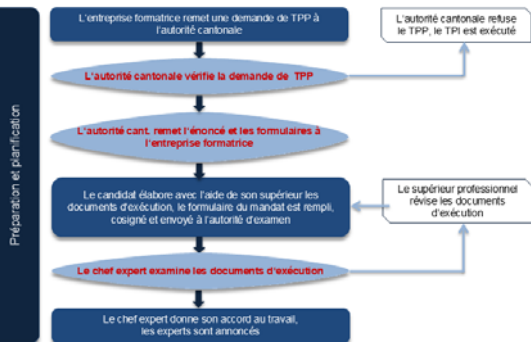 L'entreprise formatrice remet une demande de TPP à
l'autorité cantonale
L'autorité cantonale refuse
le TPP, le TPI est exécuté
L'autorité cantonale vérifie la demande de TPP
L'autorité cant. remet l'énoncé et les formulaires à
l'entreprise formatrice
Préparation et planification
Le candidat élabore avec l'aide de son supérieur les
documents d'exécution, le formulaire du mandat est rempli,
cosigné et envoyé à l'autorité d'examen
Le supérieur professionnel
révise les documents
d'exécution
Le chef expert examine les documents d'exécution
Le chef expert donne son accord au travail,
les experts sont annoncés